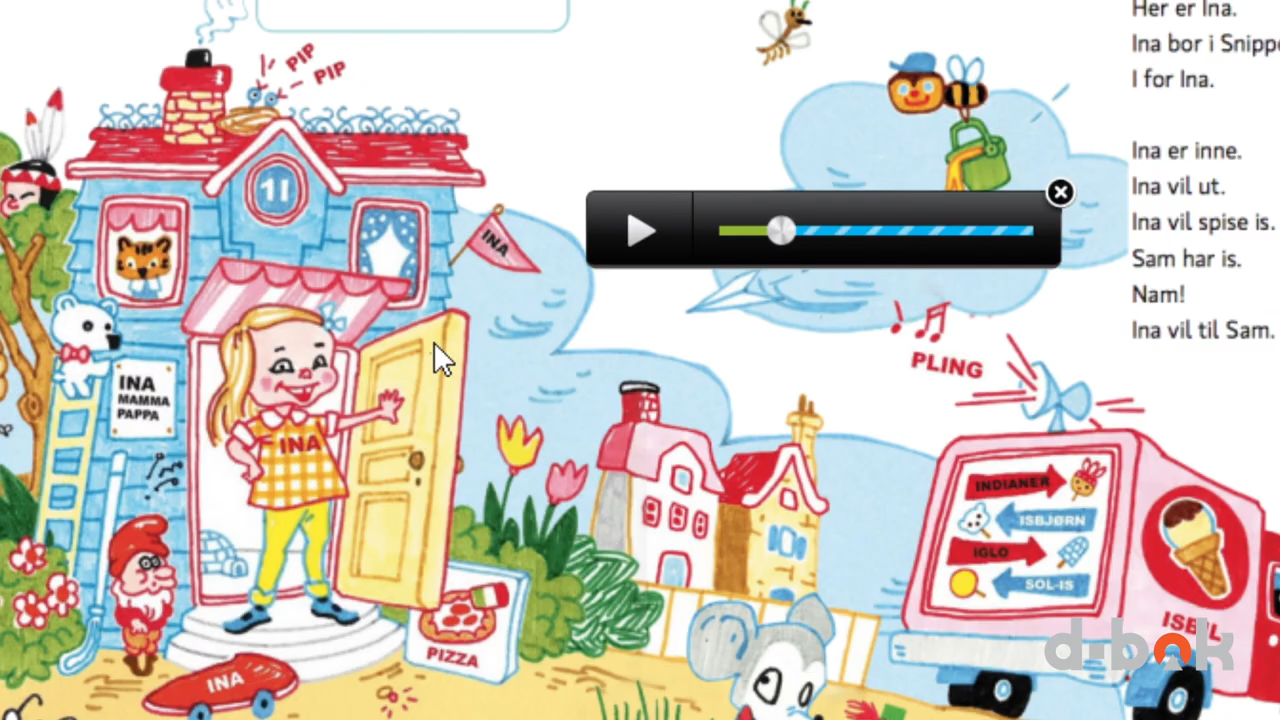 Her er Ina.
Ina bor i
I for Ina.
Ina er inne.
Ina vil ut.
Ina vil spise is.
Sam har is.
Nam!
Ina vil til Sam.
PIP
PIP
11
INA
INA
MAMMA
PAPPA
INA
INA
PIZZA
PLING
INDIANER
ISBJØRN
IGLO
SOL-IS
ISBIL
d+bok